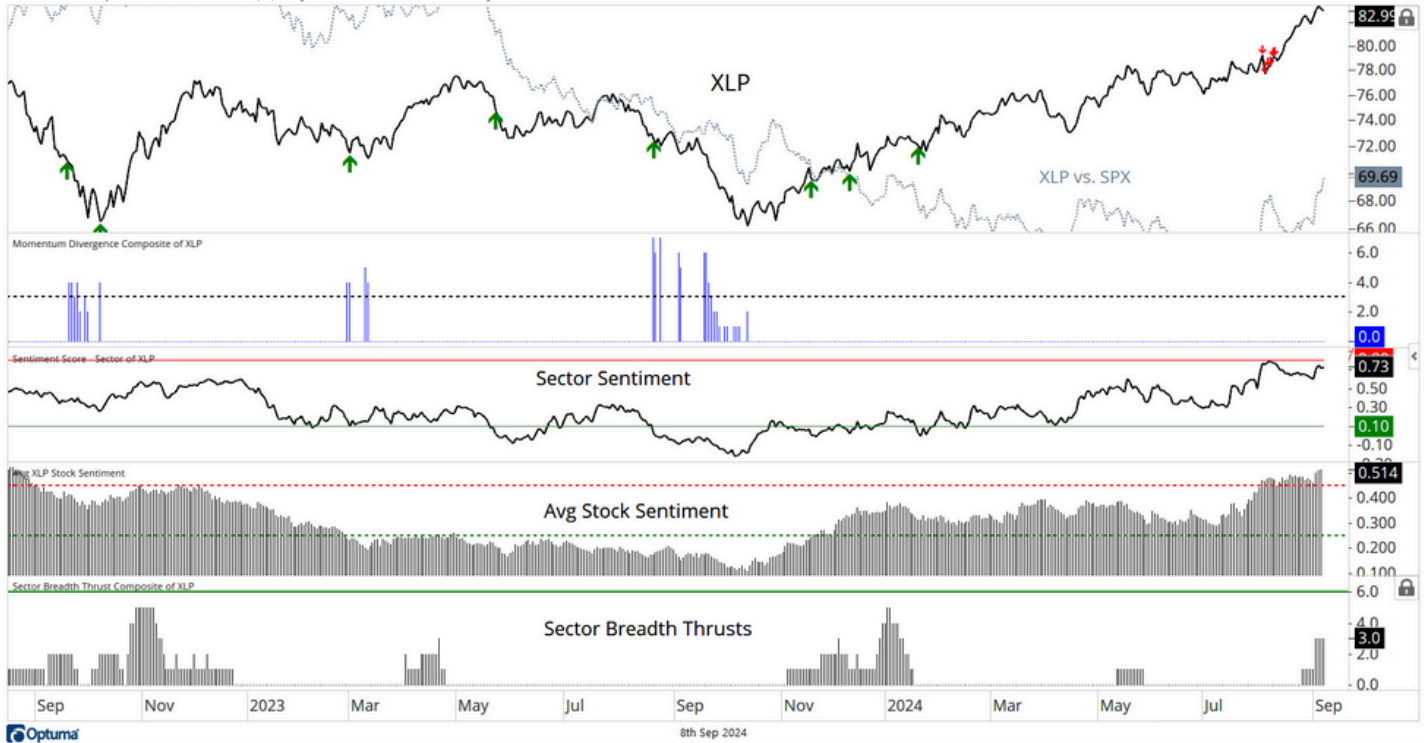 82.99
80.00
78.00
76.00
74.00
72.00
69.69
68.00
66.00
XLP
XLP vs. SPX
Momentum Divergence Composite of XLP
6.0
4.0
2.0
0.0
Sentiment Score - Sector of XLP
Sector Sentiment
0.73
0.50
0.30
0.10
-0.10
Avg XLP Stock Sentiment
Avg Stock Sentiment
0.514
0.400
0.300
0.200
0.100
Sector Breadth Thrust Composite of XLP
Sector Breadth Thrusts
6.0
4.0
3.0
2.0
0.0
Sep Nov 2023 Mar May Jul Sep Nov 2024 Mar May Jul Sep
Optuma
8th Sep 2024